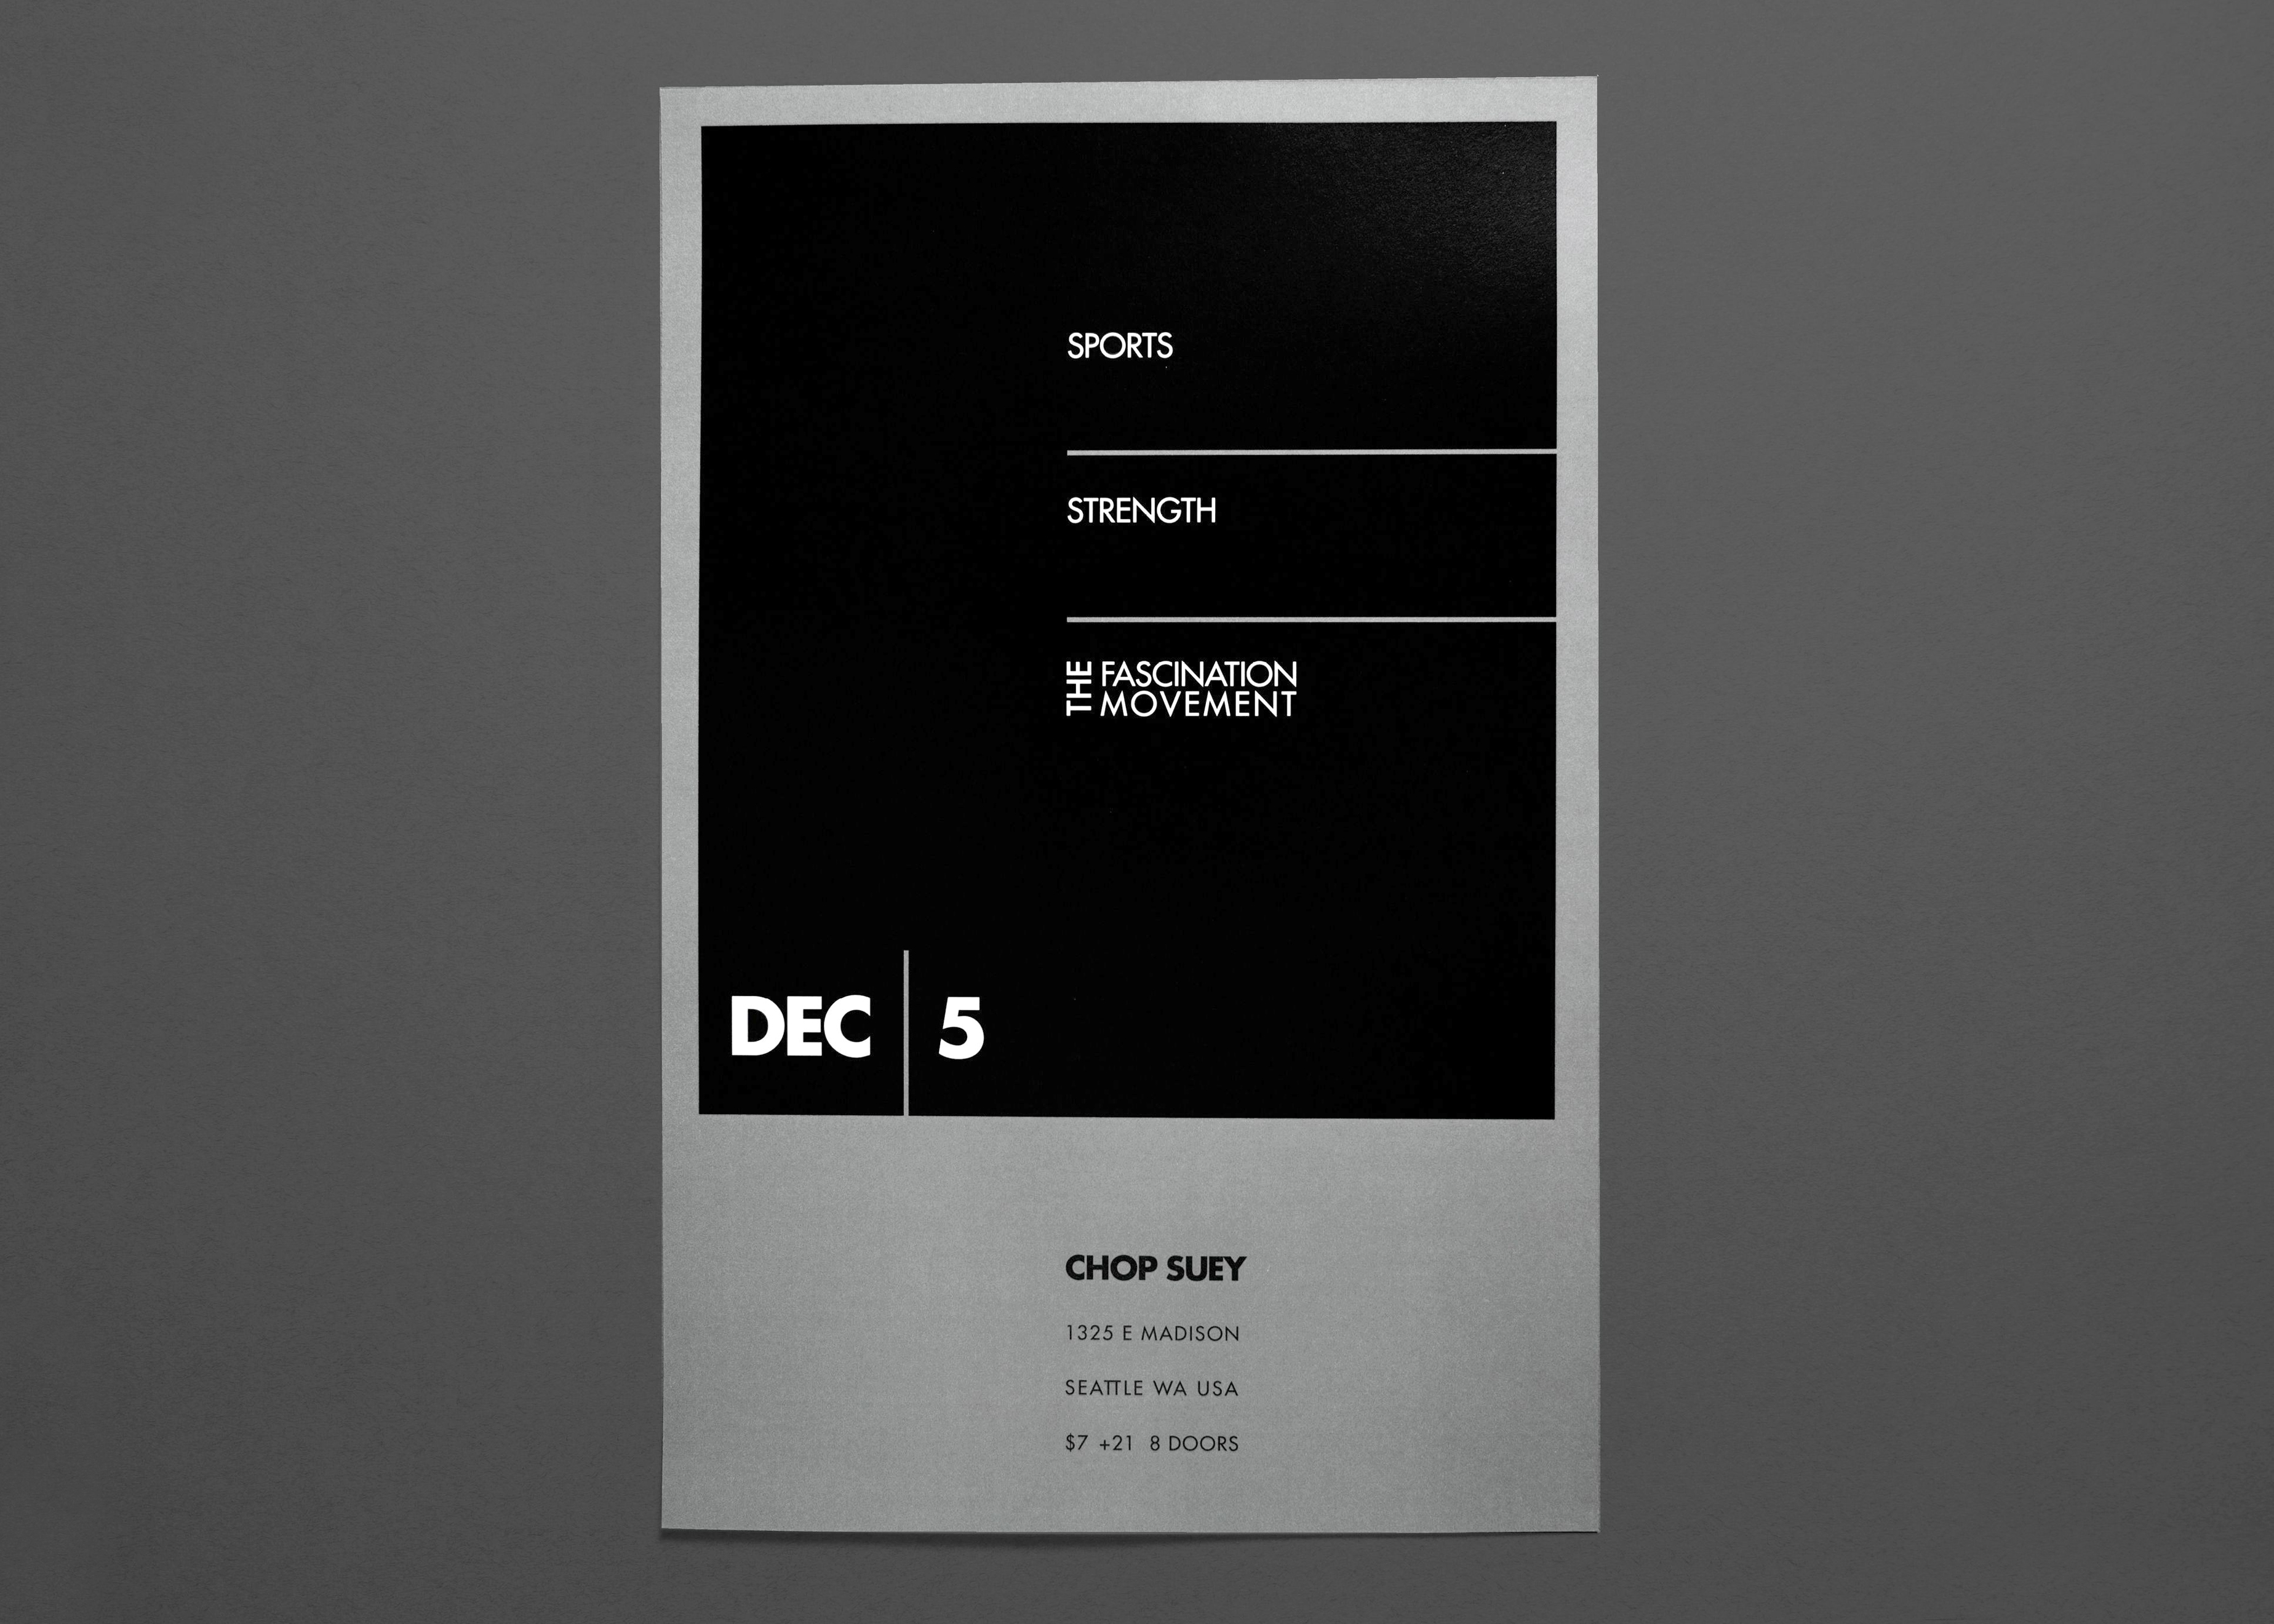 SPORTS
STRENGTH
THE FASCINATION
MOVEMENT
DEC 5
CHOP SUEY
1325 E MADISON
SEATTLE WA USA
$7 +21 8 DOORS